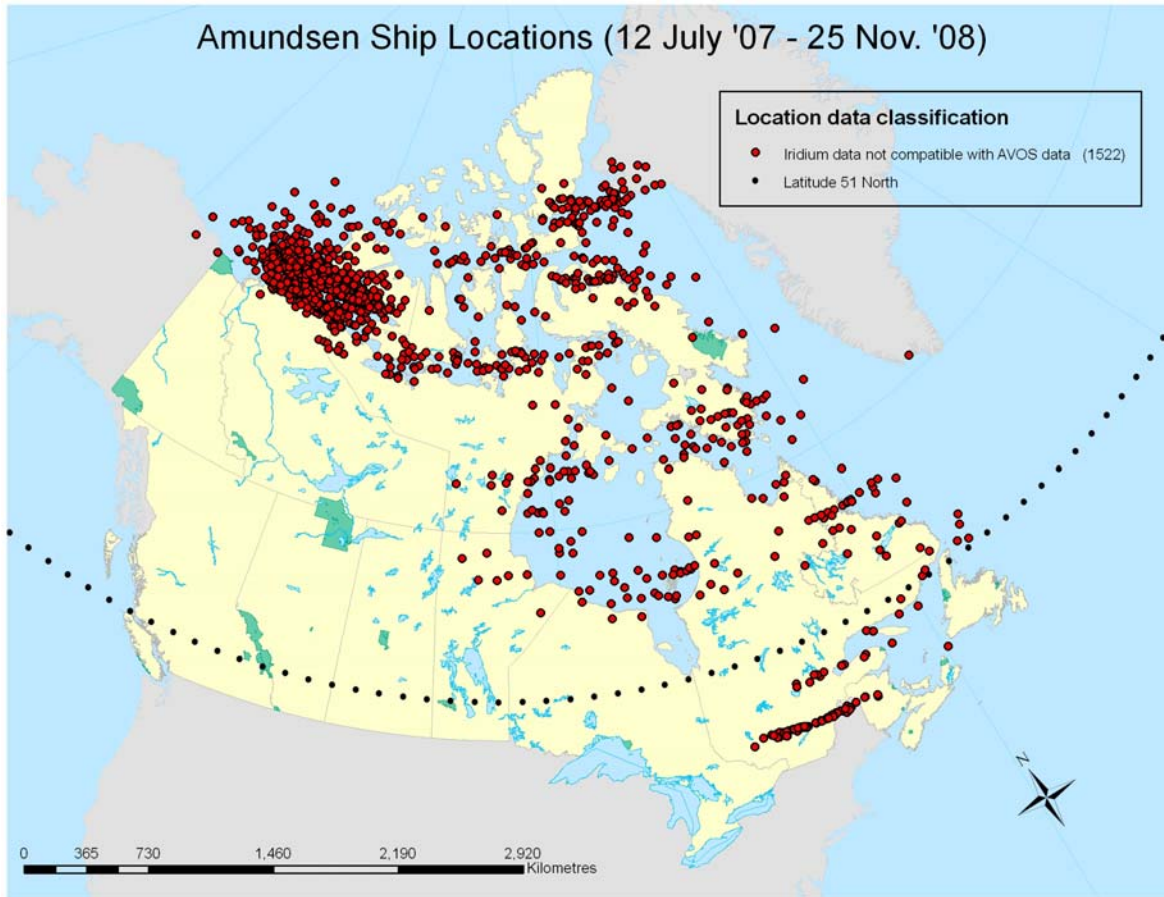 Amundsen Ship Locations (12 July '07 - 25 Nov. '08)
Location data classification
Iridium data not compatible with AVOS data (1522)
Latitude 51 North
N
0 365 730 1,460 2,190 2,920
Kilometres